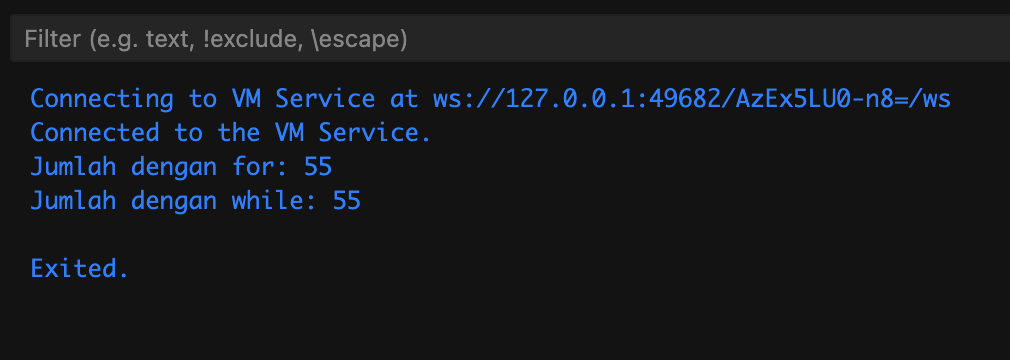 Filter (e.g. text, !exclude, \escape)
Connecting to VM Service at ws://127.0.0.1:49682/AzEx5LU0-n8=/ws
Connected to the VM Service.
Jumlah dengan for: 55
Jumlah dengan while: 55
Exited.